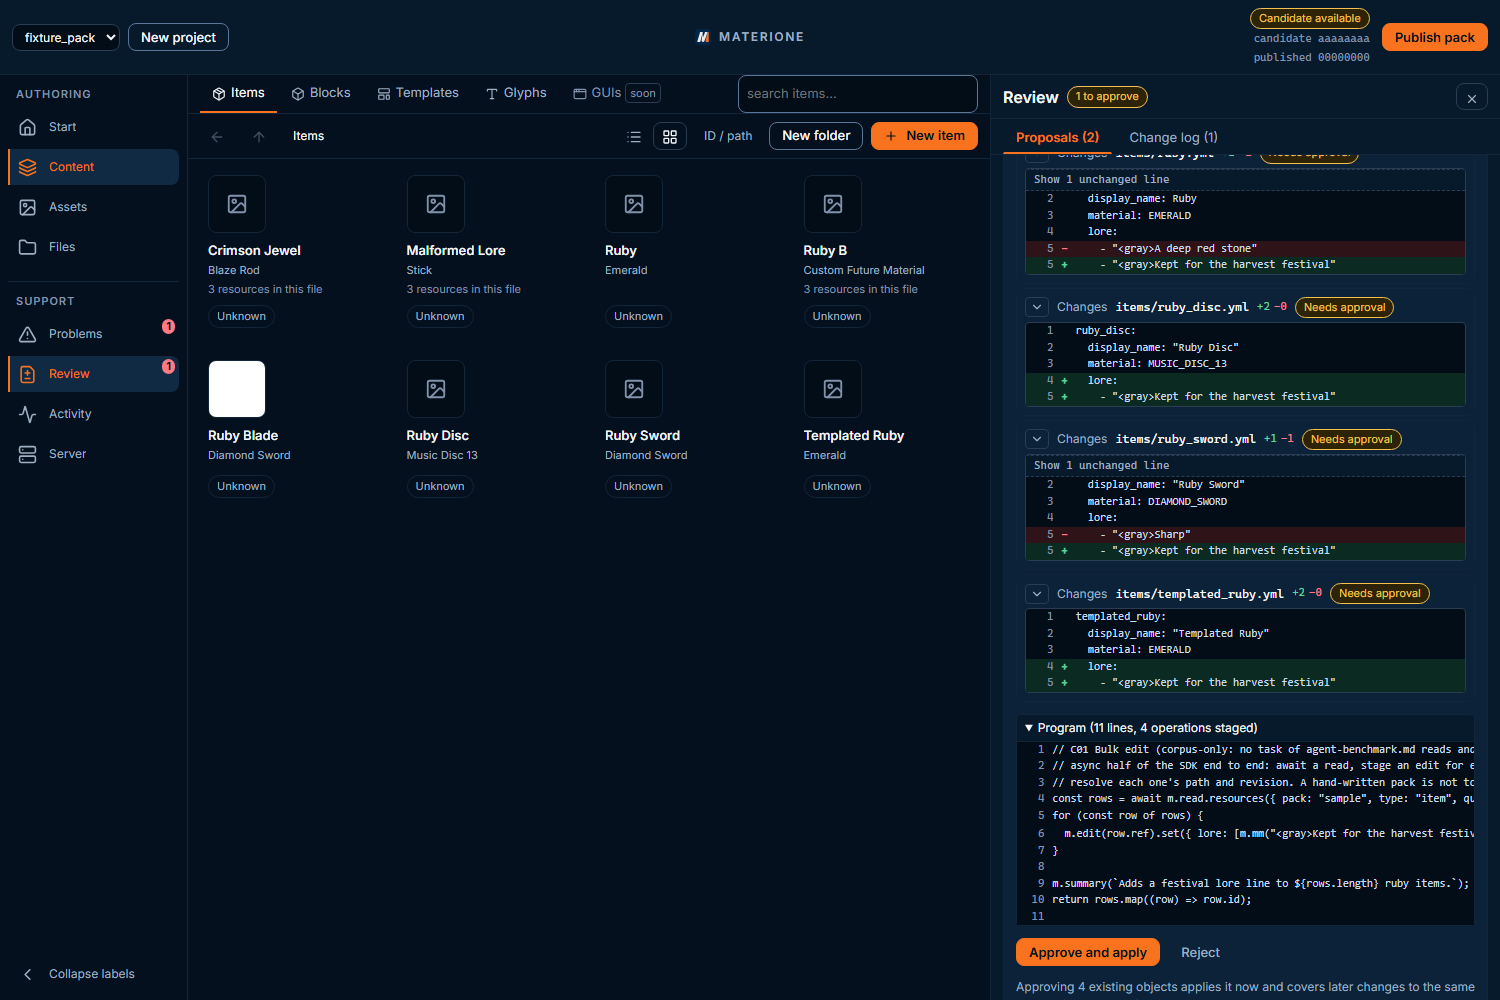 fixture_pack
New project
MATERIONE
Candidate available
candidate aaaaaaaa
published 00000000
Publish pack
AUTHORING
Start
Content
Assets
Files
SUPPORT
Problems
1
Review
1
Activity
Server
Collapse labels
Items
Blocks
Templates
Glyphs
GUIs
soon
search items...
Items
ID / path
New folder
+ New item
Crimson Jewel
Blaze Rod
3 resources in this file
Unknown
Malformed Lore
Stick
3 resources in this file
Unknown
Ruby
Emerald
Unknown
Ruby B
Custom Future Material
3 resources in this file
Unknown
Ruby Blade
Diamond Sword
Unknown
Ruby Disc
Music Disc 13
Unknown
Ruby Sword
Diamond Sword
Unknown
Templated Ruby
Emerald
Unknown
Review
1 to approve
Proposals (2)
Change log (1)
Changes items/ruby.yml
Needs approval
Show 1 unchanged line
2 display_name: Ruby
3 material: EMERALD
4 lore:
5 - - "<gray>A deep red stone"
5 + - "<gray>Kept for the harvest festival"
Changes items/ruby_disc.yml +2 −0 Needs approval
1 ruby_disc:
2 display_name: "Ruby Disc"
3 material: MUSIC_DISC_13
4 + lore:
5 + - "<gray>Kept for the harvest festival"
Changes items/ruby_sword.yml +1 −1 Needs approval
Show 1 unchanged line
2 display_name: "Ruby Sword"
3 material: DIAMOND_SWORD
4 lore:
5 - - "<gray>Sharp"
5 + - "<gray>Kept for the harvest festival"
Changes items/templated_ruby.yml +2 −0 Needs approval
1 templated_ruby:
2 display_name: "Templated Ruby"
3 material: EMERALD
4 + lore:
5 + - "<gray>Kept for the harvest festival"
Program (11 lines, 4 operations staged)
1 // C01 Bulk edit (corpus-only: no task of agent-benchmark.md reads and
2 // async half of the SDK end to end: await a read, stage an edit for e
3 // resolve each one's path and revision. A hand-written pack is not to
4 const rows = await m.read.resources({ pack: "sample", type: "item", qu
5 for (const row of rows) {
6 m.edit(row.ref).set({ lore: [m.mm("<gray>Kept for the harvest festiv
7 }
8
9 m.summary(`Adds a festival lore line to ${rows.length} ruby items.`);
10 return rows.map((row) => row.id);
11
Approve and apply
Reject
Approving 4 existing objects applies it now and covers later changes to the same